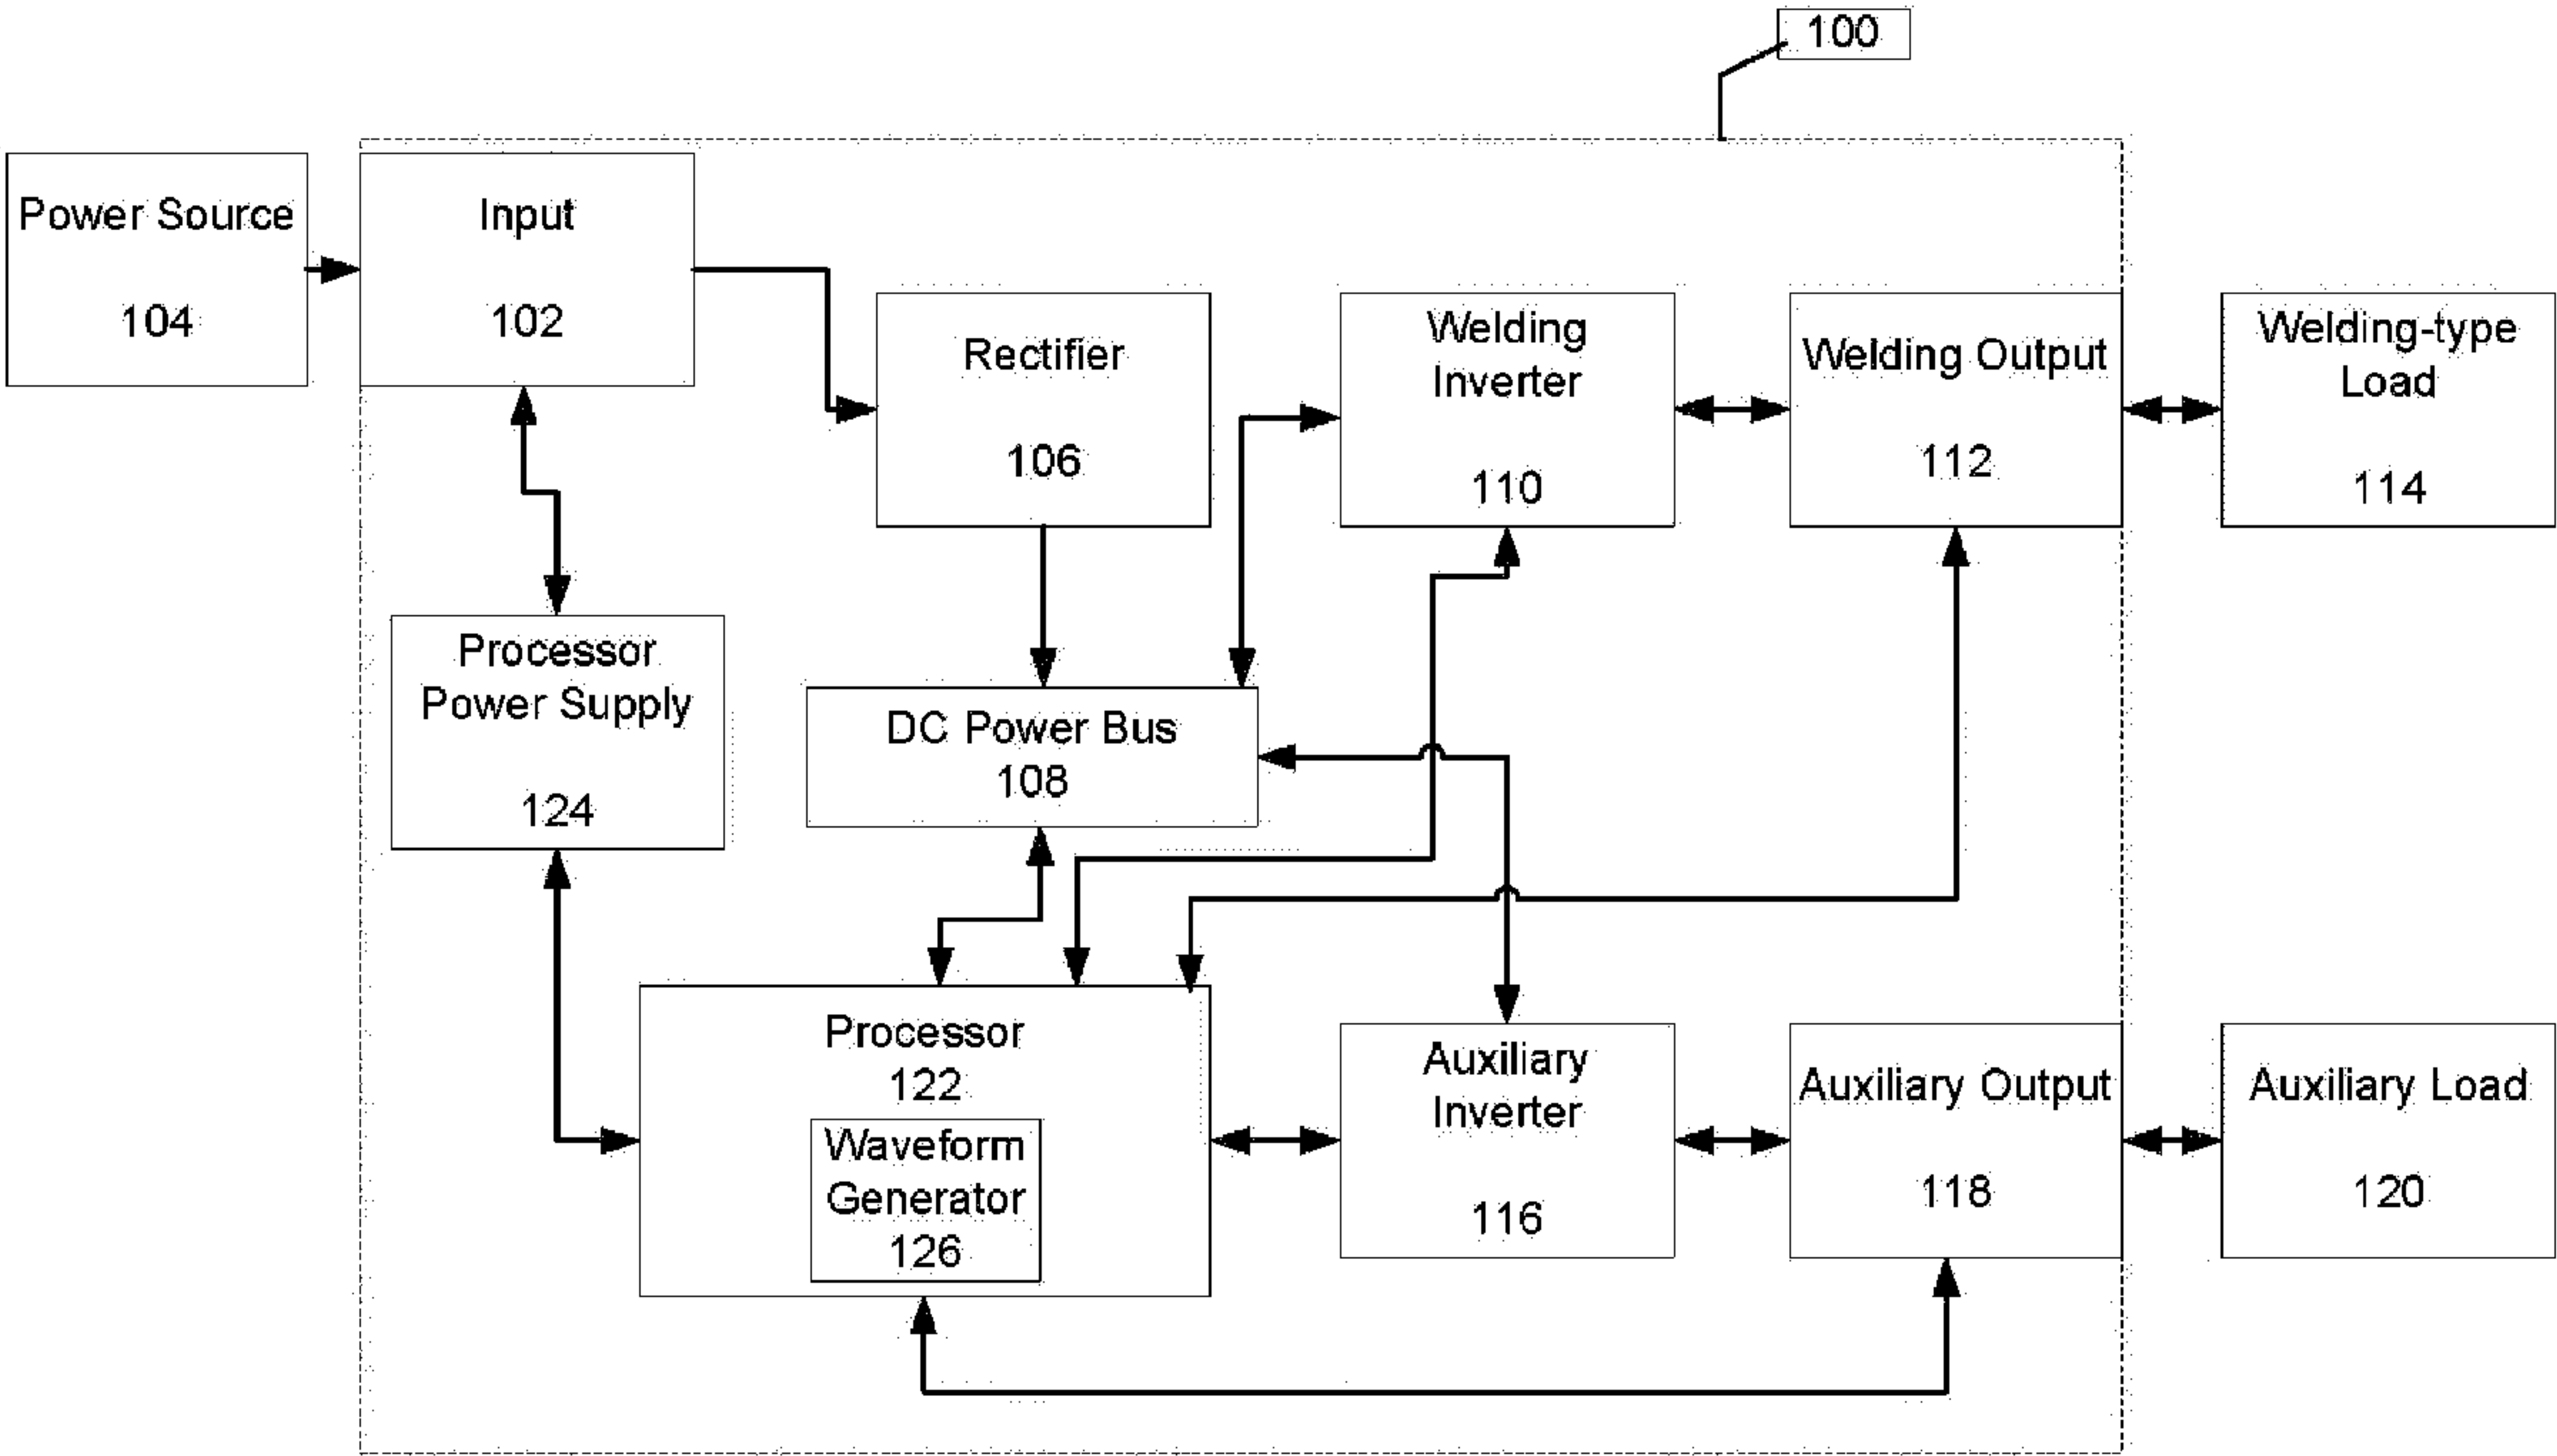 100
Power Source
104
Input
102
Rectifier
106
Welding
Inverter
110
Welding Output
112
Welding-type
Load
114
Processor
Power Supply
124
DC Power Bus
108
Processor
122
Waveform
Generator
126
Auxiliary
Inverter
116
Auxiliary Output
118
Auxiliary Load
120